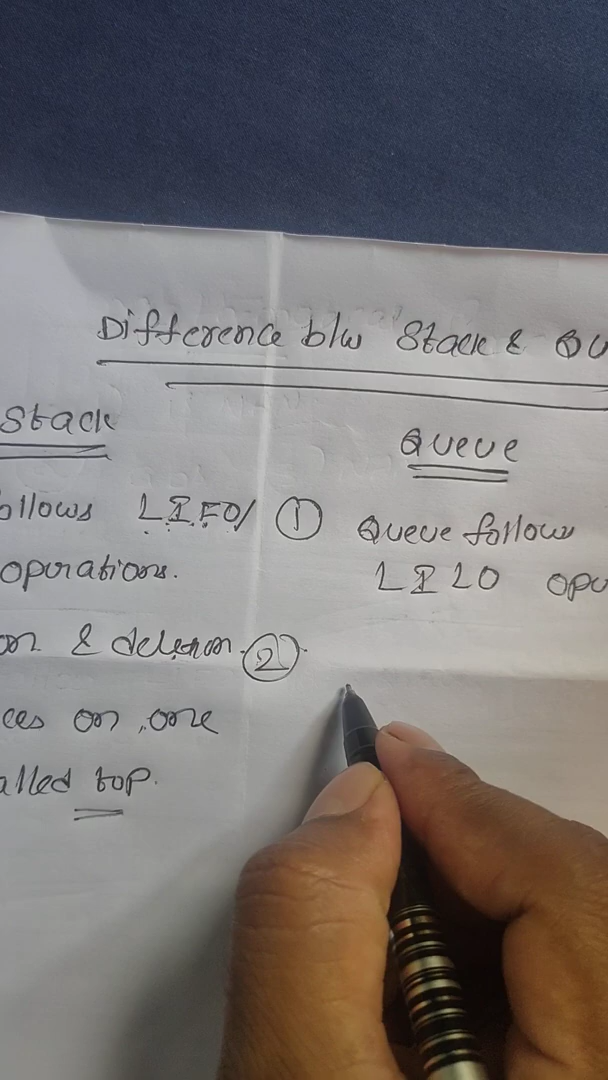 Difference b/w Stack & QU
Stack
Queue
ollows LIFO/
operations.
① Queue follow
LILO ope
on & deletion.
②
ces on one
alled top.